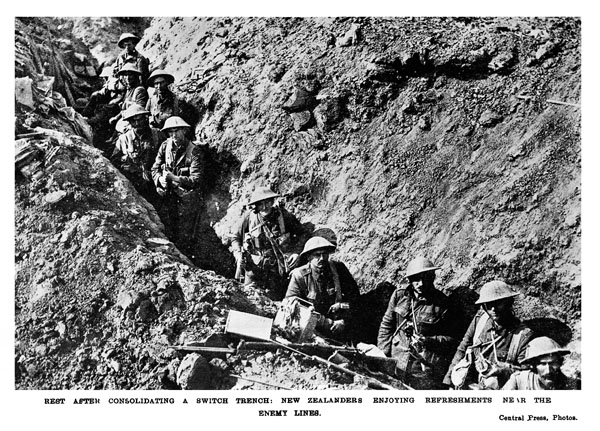 REST AFTER CONSOLIDATING A SWITCH TRENCH: NEW ZEALANDERS ENJOYING REFRESHMENTS NEAR THE
ENEMY LINES.
Central Press, Photos.